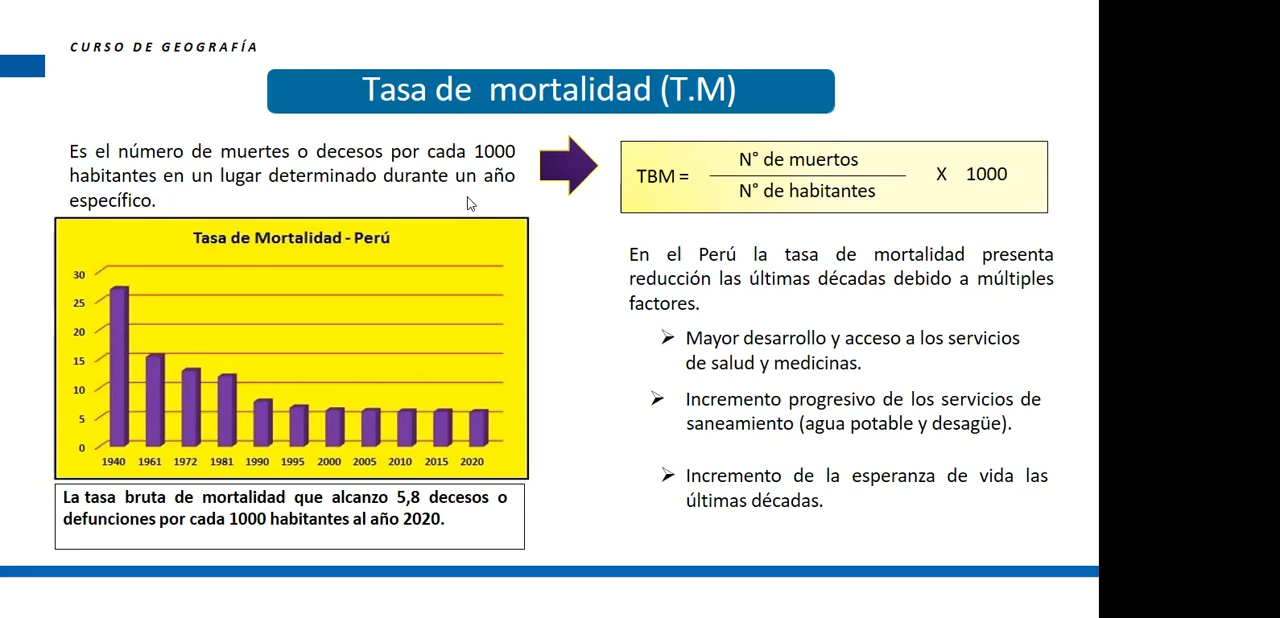 CURSO DE GEOGRAFÍA
Tasa de mortalidad (T.M)
Es el número de muertes o decesos por cada 1000
habitantes en un lugar determinado durante un año
específico.
TBM =
N° de muertos
N° de habitantes
X 1000
Tasa de Mortalidad - Perú
30
25
20
15
10
5
0
1940 1961 1972 1981 1990 1995 2000 2005 2010 2015 2020
La tasa bruta de mortalidad que alcanzo 5,8 decesos o
defunciones por cada 1000 habitantes al año 2020.
En el Perú la tasa de mortalidad presenta
reducción las últimas décadas debido a múltiples
factores.
Mayor desarrollo y acceso a los servicios
de salud y medicinas.
Incremento progresivo de los servicios de
saneamiento (agua potable y desagüe).
Incremento de la esperanza de vida las
últimas décadas.